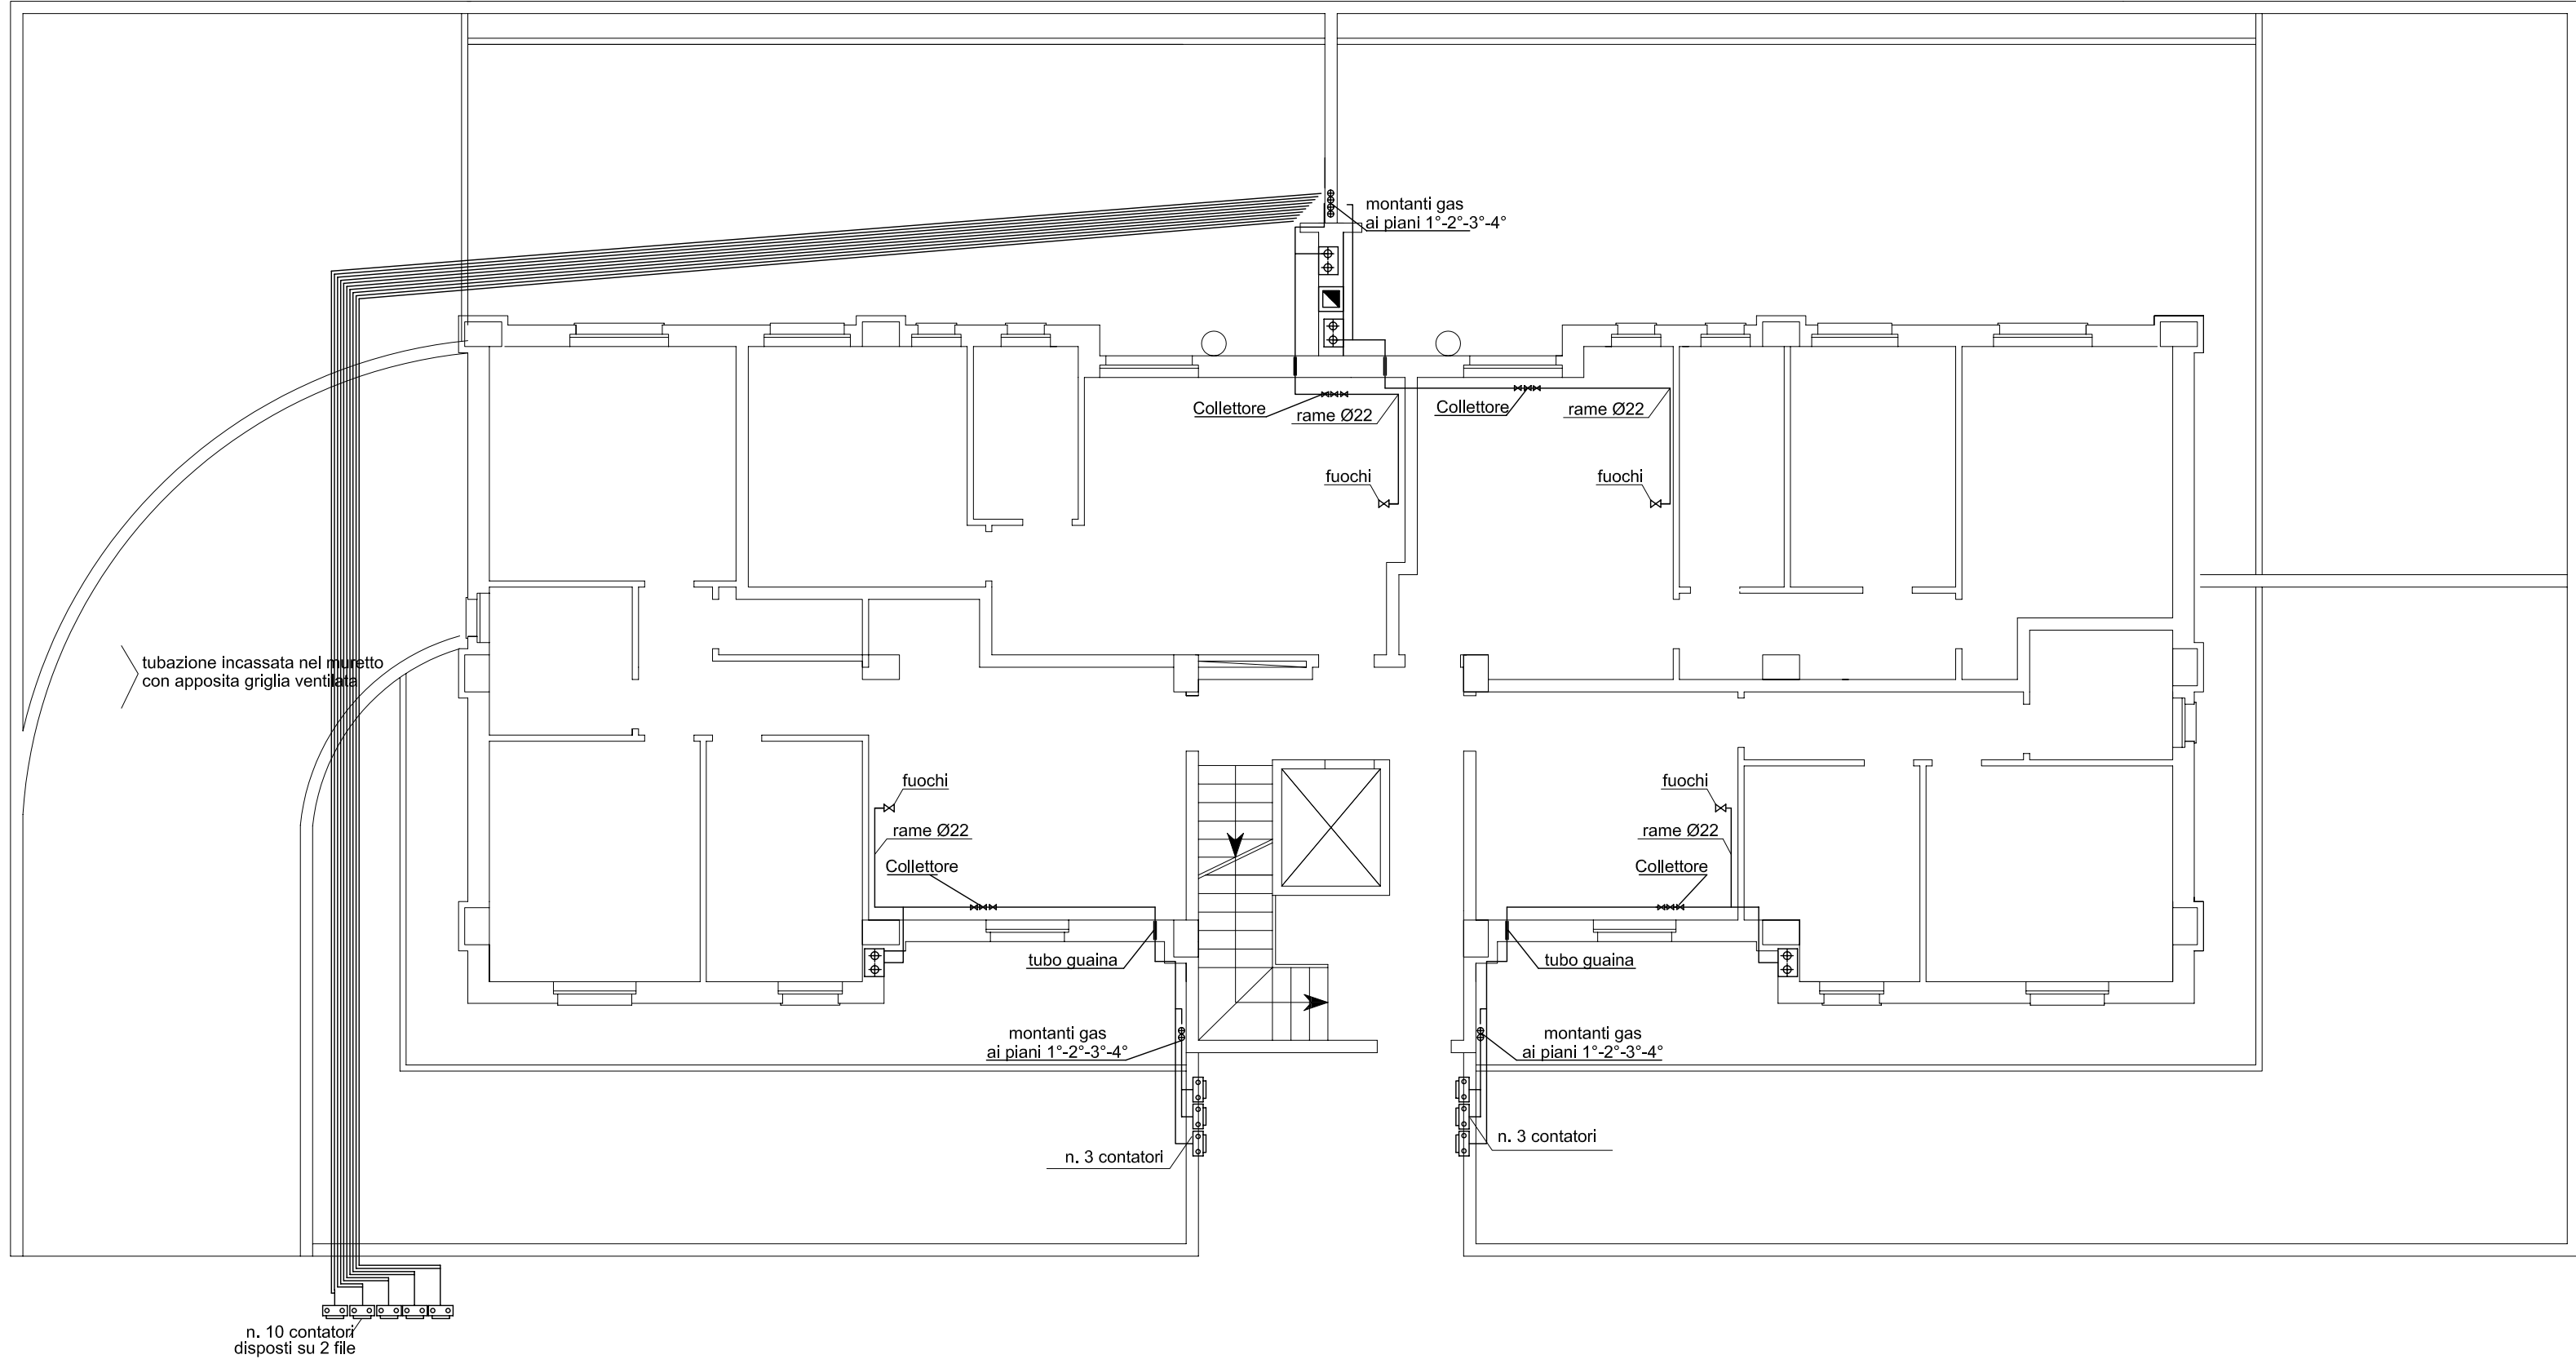 montanti gas
ai piani 1°-2°-3°-4°
Collettore
rame Ø22
Collettore
rame Ø22
fuochi
fuochi
tubazione incassata nel muretto
con apposita griglia ventilata
fuochi
rame Ø22
Collettore
fuochi
rame Ø22
Collettore
tubo guaina
tubo guaina
montanti gas
ai piani 1°-2°-3°-4°
montanti gas
ai piani 1°-2°-3°-4°
n. 3 contatori
n. 3 contatori
n. 10 contatori
disposti su 2 file